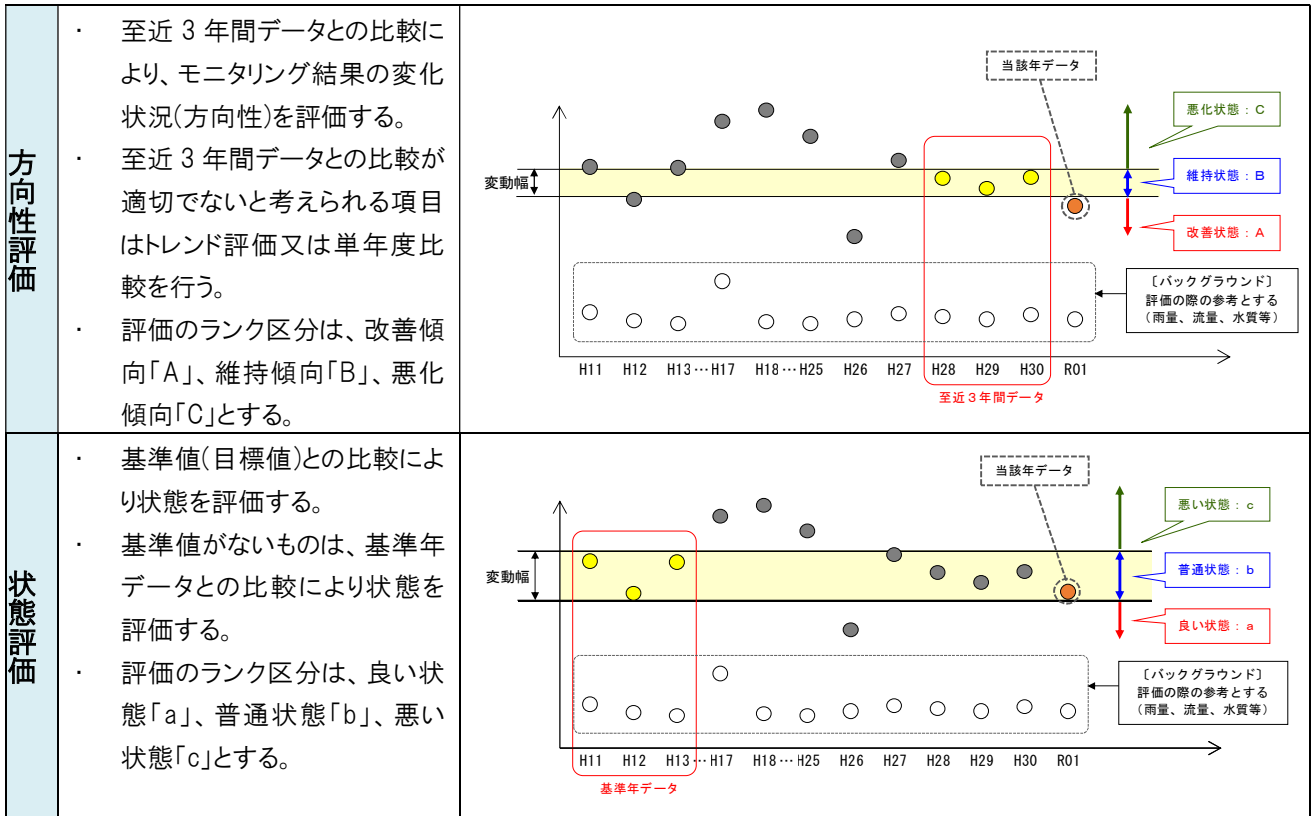 方向性評価
・ 至近 3 年間データとの比較に
より、モニタリング結果の変化
状況(方向性)を評価する。
・ 至近 3 年間データとの比較が
適切でないと考えられる項目
はトレンド評価又は単年度比
較を行う。
・ 評価のランク区分は、改善傾
向「A」、維持傾向「B」、悪化
傾向「C」とする。
当該年データ
悪化状態：C
変動幅
維持状態：B
改善状態：A
〔バックグラウンド〕
評価の際の参考とする
（雨量、流量、水質等）
H11 H12 H13…H17 H18…H25 H26 H27 H28 H29 H30 R01
至近３年間データ
状態評価
・ 基準値(目標値)との比較によ
り状態を評価する。
・ 基準値がないものは、基準年
データとの比較により状態を
評価する。
・ 評価のランク区分は、良い状
態「a」、普通状態「b」、悪い
状態「c」とする。
当該年データ
悪い状態：c
変動幅
普通状態：b
良い状態：a
〔バックグラウンド〕
評価の際の参考とする
（雨量、流量、水質等）
H11 H12 H13…H17 H18…H25 H26 H27 H28 H29 H30 R01
基準年データ